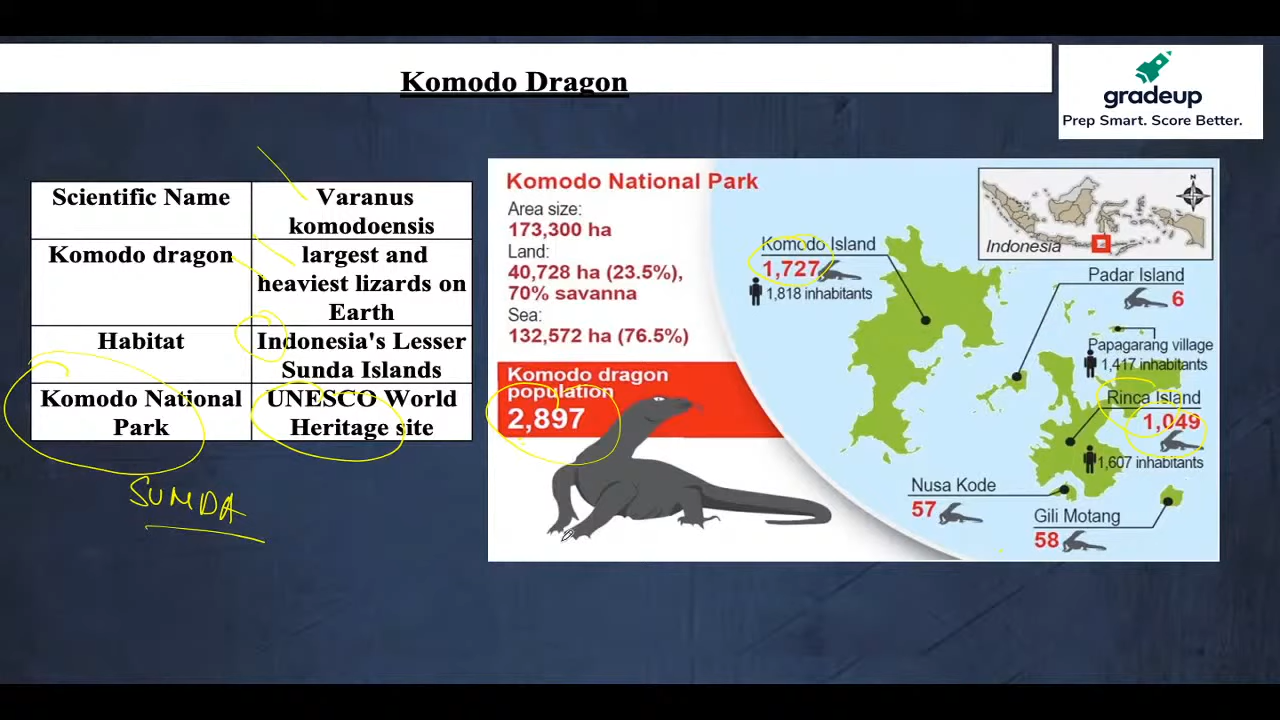 Komodo Dragon
gradeup
Prep Smart. Score Better.
Scientific Name
Varanus
komodoensis
Komodo dragon
largest and
heaviest lizards on
Earth
Habitat
Indonesia's Lesser
Sunda Islands
Komodo National
Park
UNESCO World
Heritage site
SUNDA
Komodo National Park
Area size:
173,300 ha
Land:
40,728 ha (23.5%),
70% savanna
Sea:
132,572 ha (76.5%)
Komodo dragon
population
2,897
Komodo Island
1,727
1,818 inhabitants
Indonesia
N
Padar Island
6
Papagarang village
1,417 inhabitants
Rinca Island
1,049
1,607 inhabitants
Nusa Kode
57
Gili Motang
58